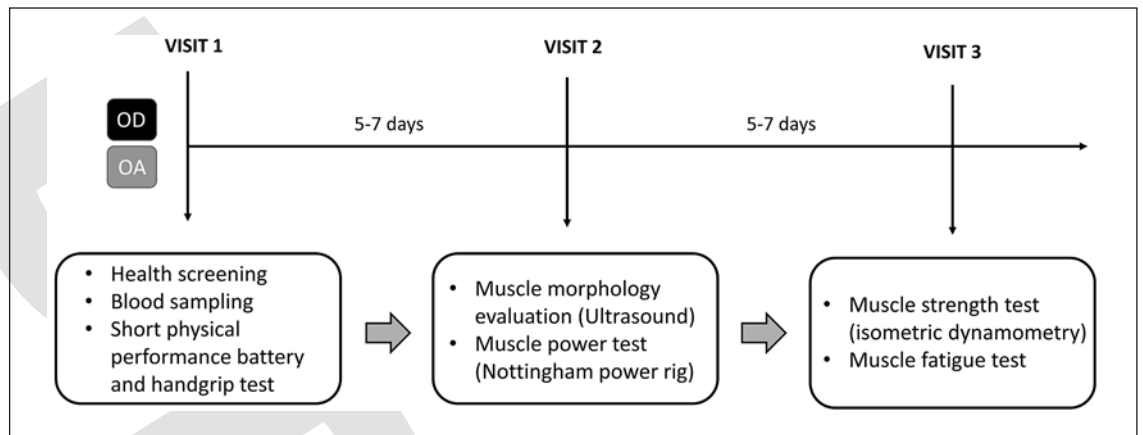 VISIT 1
VISIT 2
VISIT 3
OD
OA
5-7 days
5-7 days
• Health screening
• Blood sampling
• Short physical
performance battery
and handgrip test
• Muscle morphology
evaluation (Ultrasound)
• Muscle power test
(Nottingham power rig)
• Muscle strength test
(isometric dynamometry)
• Muscle fatigue test